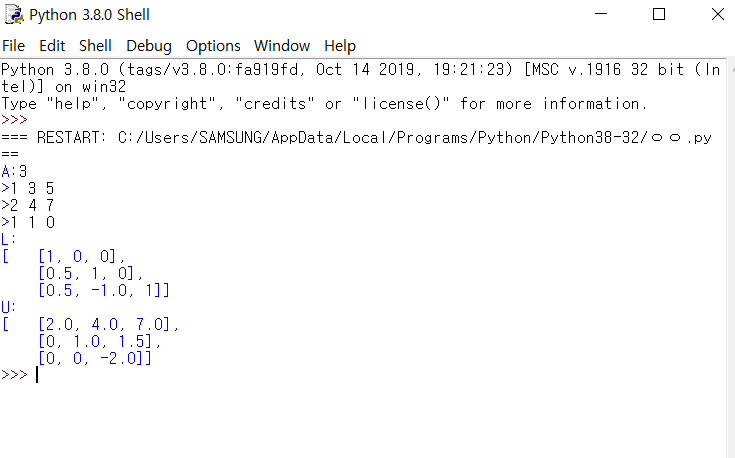 Python 3.8.0 Shell
File Edit Shell Debug Options Window Help
Python 3.8.0 (tags/v3.8.0:fa919fd, Oct 14 2019, 19:21:23) [MSC v.1916 32 bit (In
tel)] on win32
Type "help", "copyright", "credits" or "license()" for more information.
>>>
=== RESTART: C:/Users/SAMSUNG/AppData/Local/Programs/Python/Python38-32/ㅇㅇ.py
==
A:3
>1 3 5
>2 4 7
>1 1 0
L:
[   [1, 0, 0],
    [0.5, 1, 0],
    [0.5, -1.0, 1]]
U:
[   [2.0, 4.0, 7.0],
    [0, 1.0, 1.5],
    [0, 0, -2.0]]
>>>